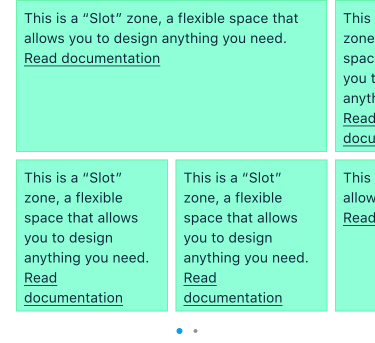 This is a “Slot” zone, a flexible space that
allows you to design anything you need.
Read documentation
This
zone
spac
you t
anyth
Read
docu
This is a “Slot”
zone, a flexible
space that allows
you to design
anything you need.
Read
documentation
This is a “Slot”
zone, a flexible
space that allows
you to design
anything you need.
Read
documentation
This
allow
Read